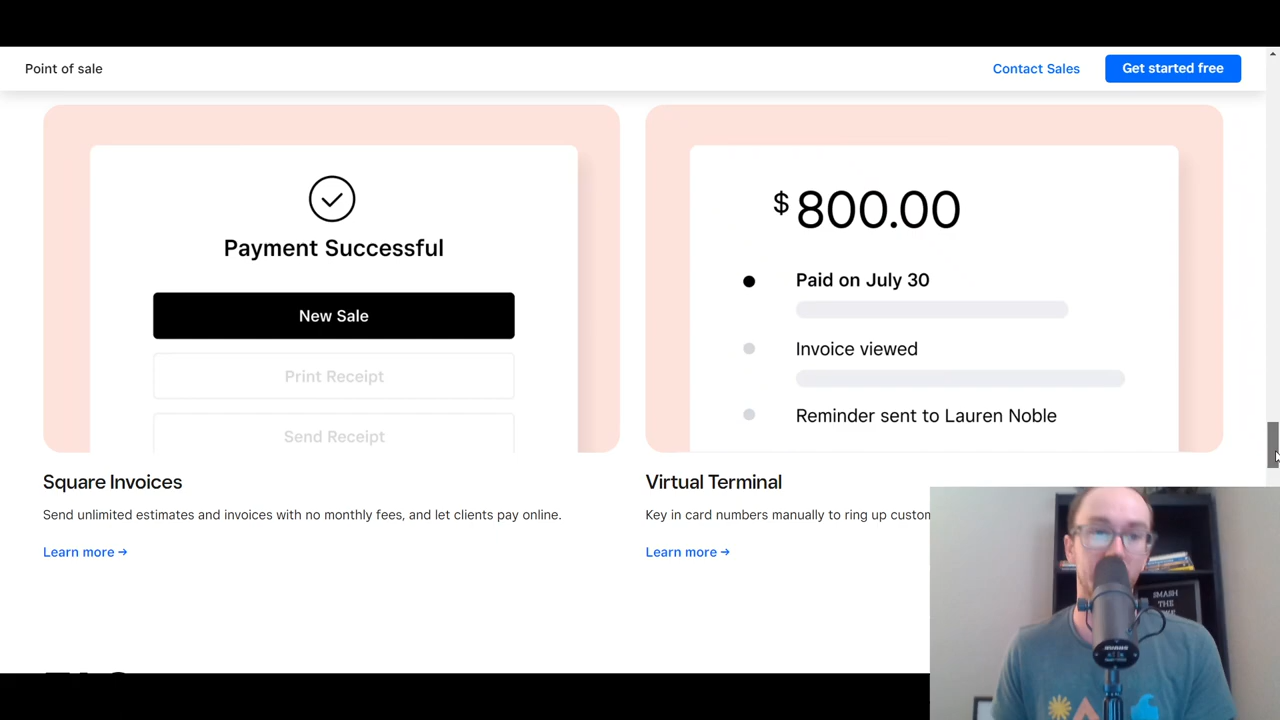 Point of sale
Contact Sales
Get started free
Payment Successful
New Sale
Print Receipt
Send Receipt
$ 800.00
Paid on July 30
Invoice viewed
Reminder sent to Lauren Noble
Square Invoices
Send unlimited estimates and invoices with no monthly fees, and let clients pay online.
Learn more →
Virtual Terminal
Key in card numbers manually to ring up custom
Learn more →
SMASH
THE